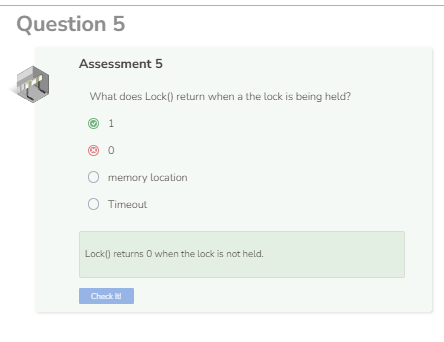 Question 5
Assessment 5
What does Lock() return when a the lock is being held?
1
0
memory location
Timeout
Lock() returns 0 when the lock is not held.
Check It!